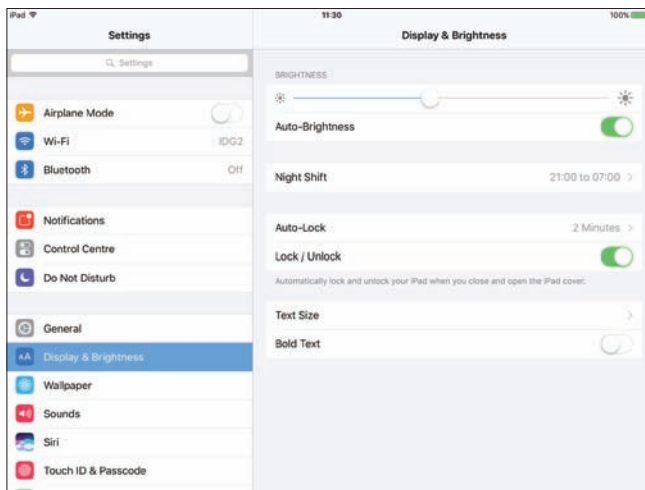 iPad 11:30 100%
Settings
Display & Brightness
Settings
Airplane Mode
Wi-Fi IDG2
Bluetooth Off
Notifications
Control Centre
Do Not Disturb
General
AA Display & Brightness
Wallpaper
Sounds
Siri
Touch ID & Passcode
BRIGHTNESS
Auto-Brightness
Night Shift 21:00 to 07:00
Auto-Lock 2 Minutes
Lock / Unlock
Automatically lock and unlock your iPad when you close and open the iPad cover.
Text Size
Bold Text